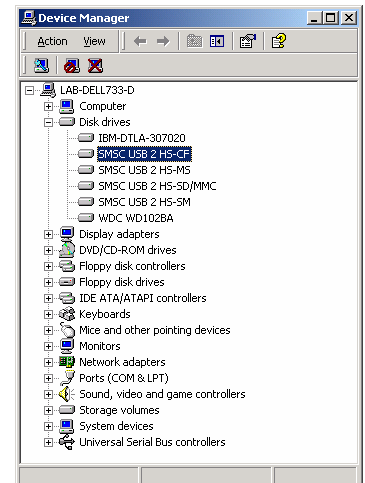 Device Manager
Action View
LAB-DELL733-D
Computer
Disk drives
IBM-DTLA-307020
SMSC USB 2 HS-CF
SMSC USB 2 HS-MS
SMSC USB 2 HS-SD/MMC
SMSC USB 2 HS-SM
WDC WD102BA
Display adapters
DVD/CD-ROM drives
Floppy disk controllers
Floppy disk drives
IDE ATA/ATAPI controllers
Keyboards
Mice and other pointing devices
Monitors
Network adapters
Ports (COM & LPT)
Sound, video and game controllers
Storage volumes
System devices
Universal Serial Bus controllers